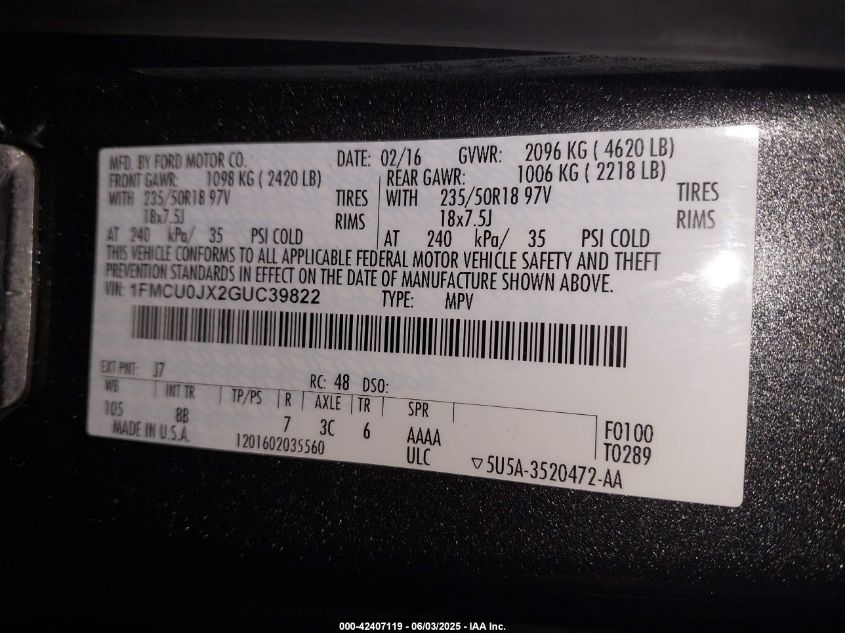 MFD. BY FORD MOTOR CO. DATE: 02/16 GVWR: 2096 KG ( 4620 LB)
FRONT GAWR: 1098 KG ( 2420 LB) REAR GAWR: 1006 KG ( 2218 LB)
WITH 235/50R18 97V TIRES WITH 235/50R18 97V TIRES
18x7.5J RIMS 18x7.5J RIMS
AT 240 kPa/ 35 PSI COLD AT 240 kPa/ 35 PSI COLD
THIS VEHICLE CONFORMS TO ALL APPLICABLE FEDERAL MOTOR VEHICLE SAFETY AND THEFT
PREVENTION STANDARDS IN EFFECT ON THE DATE OF MANUFACTURE SHOWN ABOVE.
VIN: 1FMCU0JX2GUC39822 TYPE: MPV
EXT PNT: J7 RC: 48 DSO:
WB INT TR TP/PS R AXLE TR SPR
105 8B 7 3C 6 AAAA F0100
MADE IN U.S.A. 1201602035560 ULC T0289
▽5U5A-3520472-AA
000-42407119 - 06/03/2025 - IAA Inc.